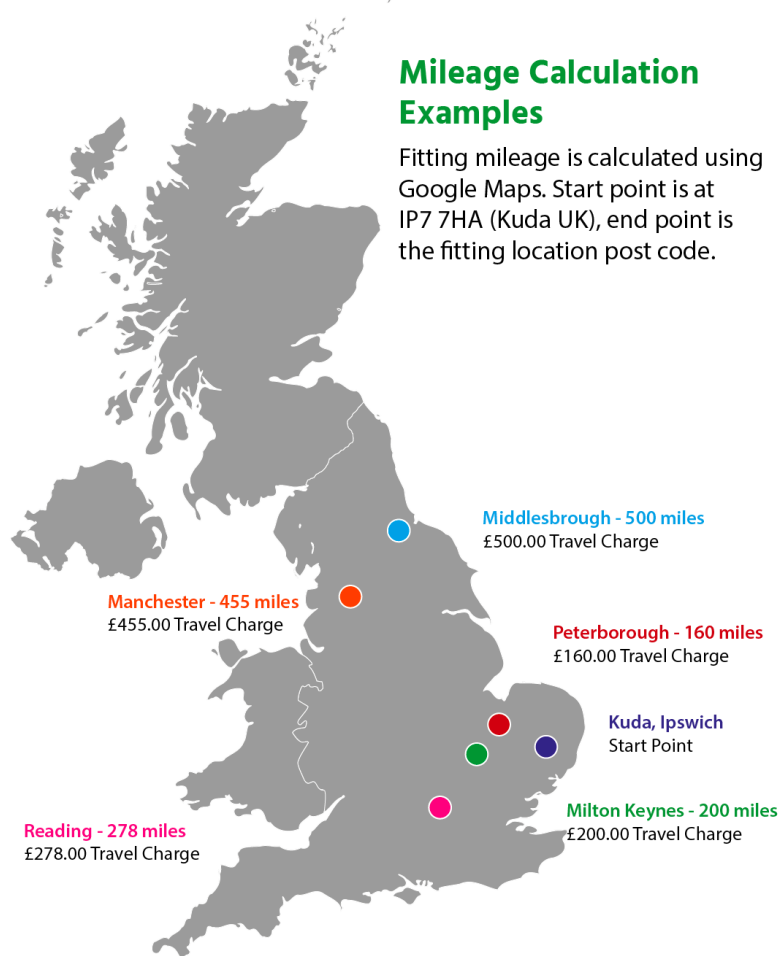 Mileage Calculation
Examples
Fitting mileage is calculated using
Google Maps. Start point is at
IP7 7HA (Kuda UK), end point is
the fitting location post code.
Middlesbrough - 500 miles
£500.00 Travel Charge
Manchester - 455 miles
£455.00 Travel Charge
Peterborough - 160 miles
£160.00 Travel Charge
Kuda, Ipswich
Start Point
Milton Keynes - 200 miles
£200.00 Travel Charge
Reading - 278 miles
£278.00 Travel Charge